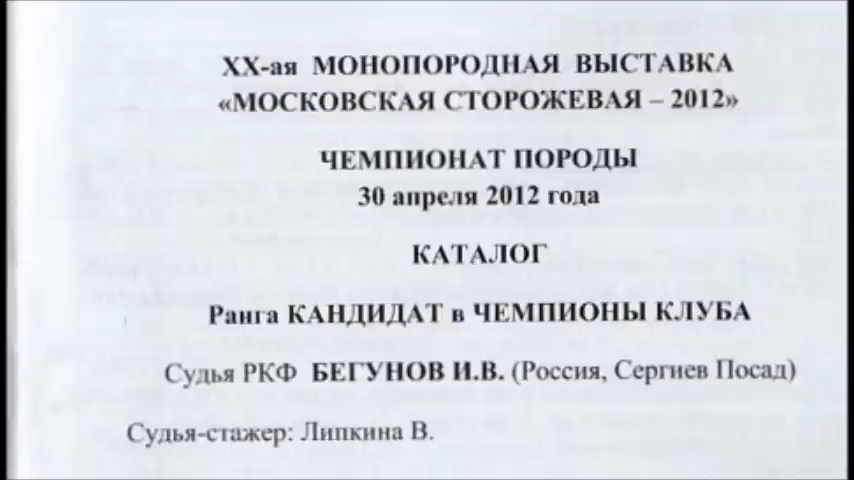 XX-ая МОНОПОРОДНАЯ ВЫСТАВКА
«МОСКОВСКАЯ СТОРОЖЕВАЯ – 2012»
ЧЕМПИОНАТ ПОРОДЫ
30 апреля 2012 года
КАТАЛОГ
Ранга КАНДИДАТ в ЧЕМПИОНЫ КЛУБА
Судья РКФ БЕГУНОВ И.В. (Россия, Сергиев Посад)
Судья-стажер: Липкина В.